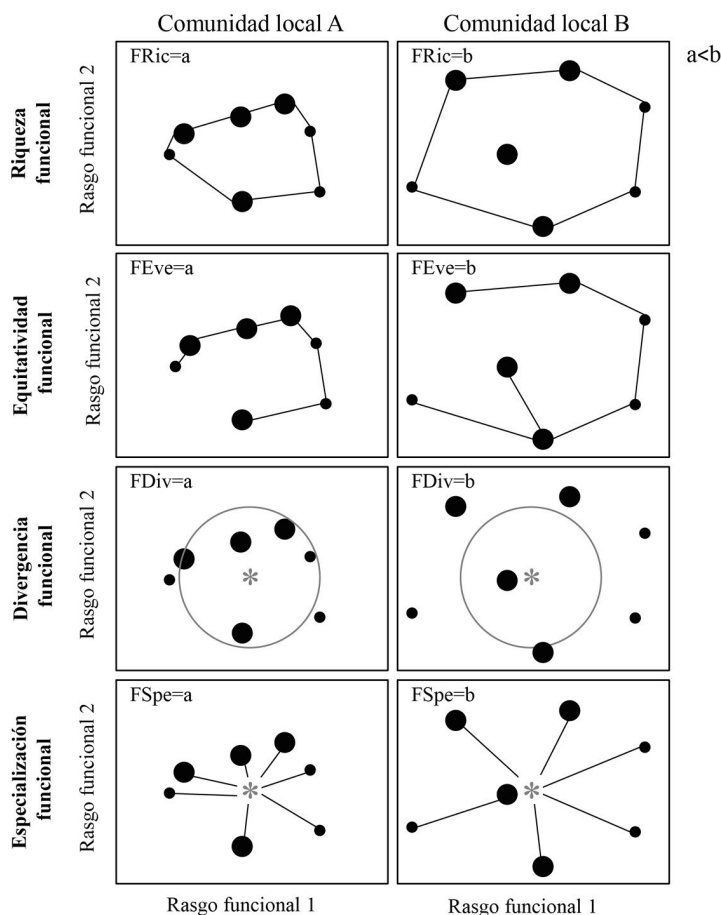 Comunidad local A
Comunidad local B
a<b
Riqueza
funcional
Rasgo funcional 2
FRic=a
FRic=b
Equitatividad
funcional
Rasgo funcional 2
FEve=a
FEve=b
Divergencia
funcional
Rasgo funcional 2
FDiv=a
FDiv=b
Especialización
funcional
Rasgo funcional 2
FSpe=a
FSpe=b
Rasgo funcional 1
Rasgo funcional 1